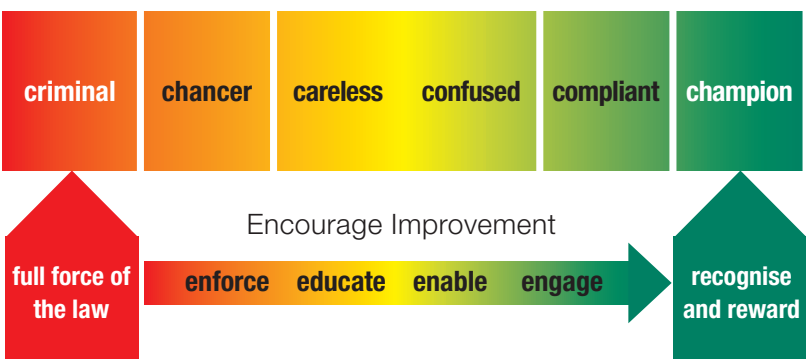 criminal chancer careless confused compliant champion
Encourage Improvement
full force of
the law
enforce educate enable engage
recognise
and reward